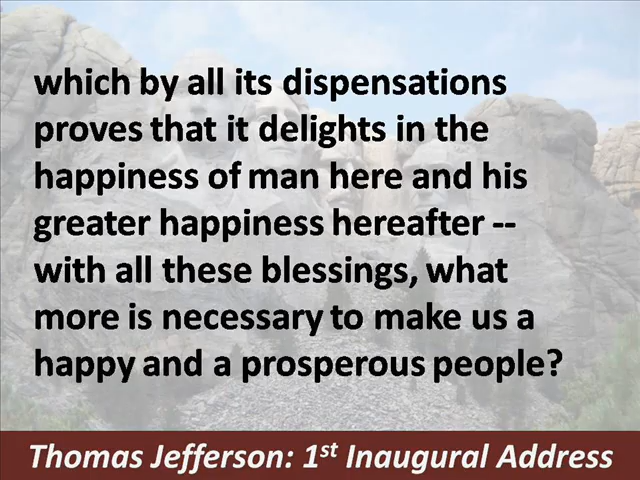 which by all its dispensations
proves that it delights in the
happiness of man here and his
greater happiness hereafter --
with all these blessings, what
more is necessary to make us a
happy and a prosperous people?
Thomas Jefferson: 1st Inaugural Address